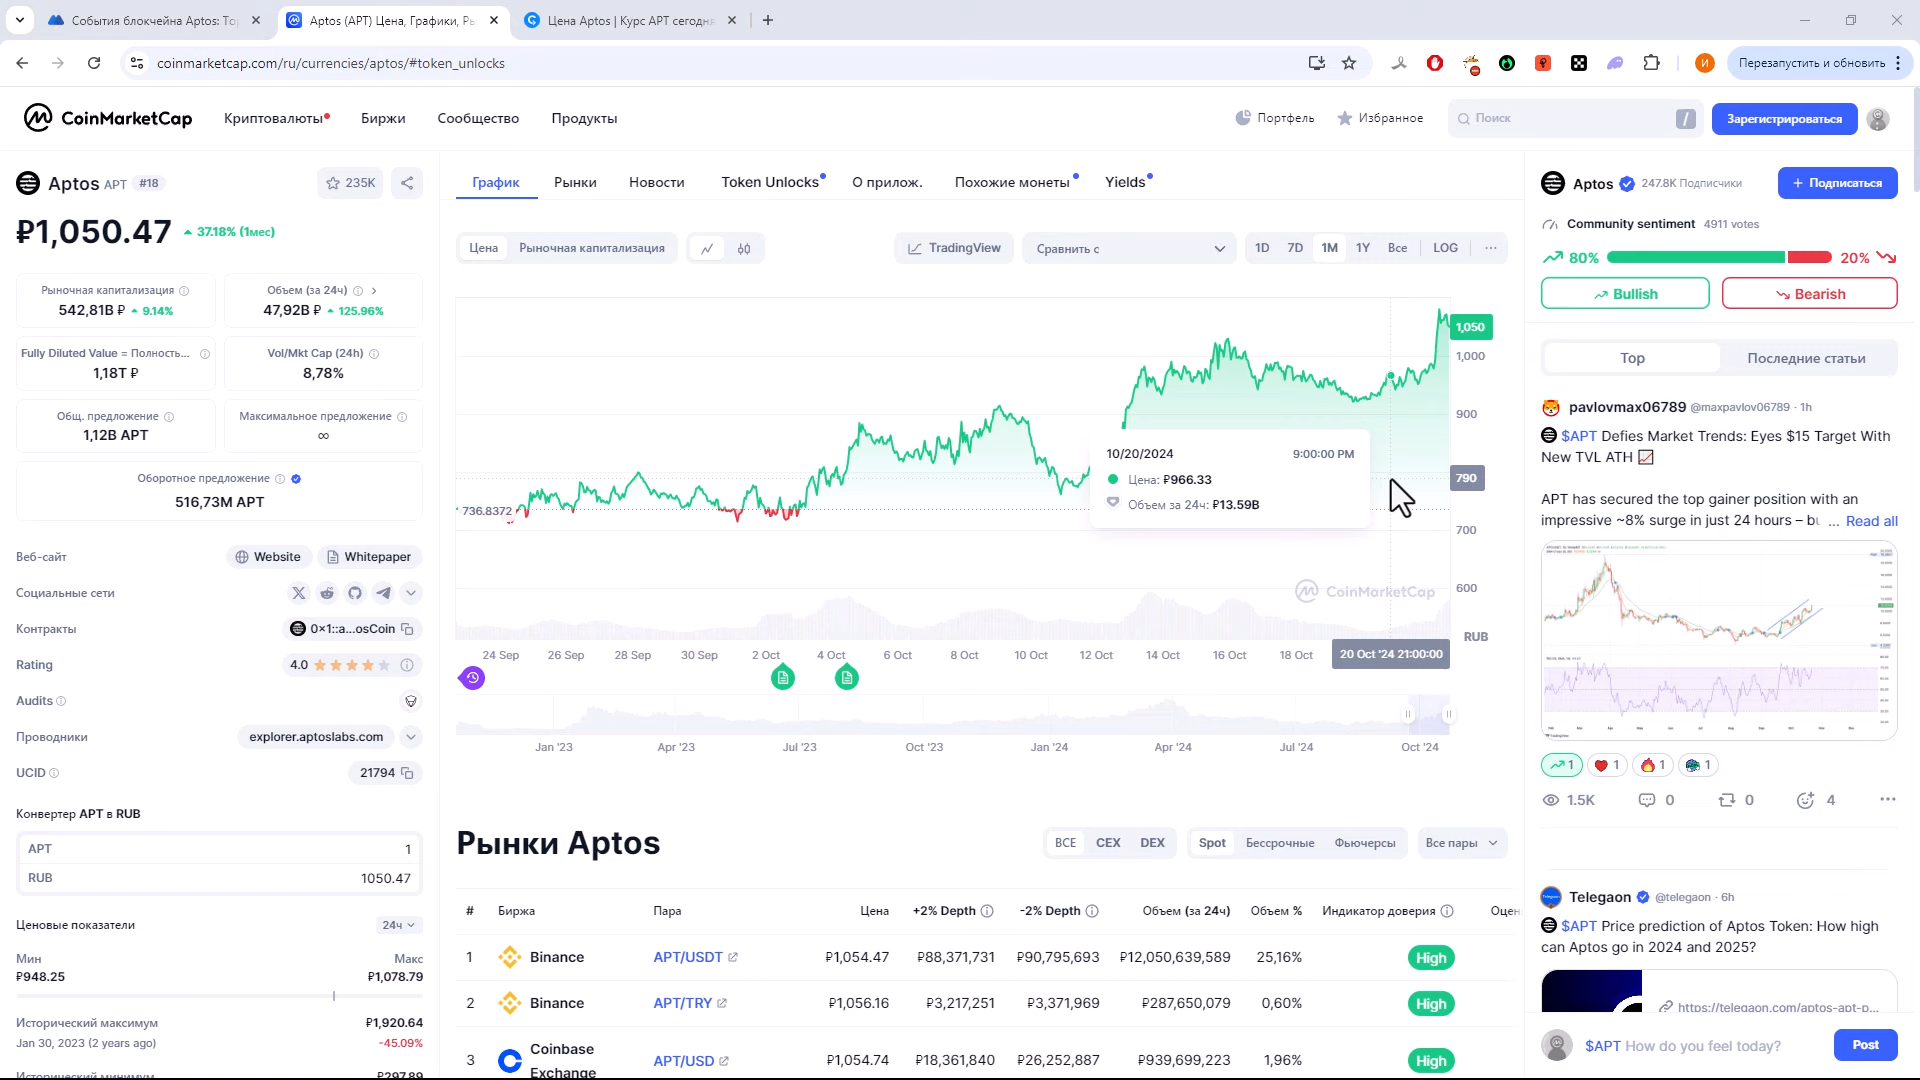 События блокчейна Aptos: Тор
Aptos (APT) Цена, Графики, Ры
Цена Aptos | Курс APT сегодня
coinmarketcap.com/ru/currencies/aptos/#token_unlocks
И
Перезапустить и обновить
CoinMarketCap
Криптовалюты
Биржи
Сообщество
Продукты
Портфель
Избранное
Поиск
/
Зарегистрироваться
Aptos APT #18
235K
₽1,050.47
37.18% (1мес)
Рыночная капитализация
542,81B ₽ 9.14%
Объем (за 24ч)
47,92B ₽ 125.96%
Fully Diluted Value = Полность...
1,18T ₽
Vol/Mkt Cap (24h)
8,78%
Общ. предложение
1,12B APT
Максимальное предложение
∞
Оборотное предложение
516,73M APT
Веб-сайт
Website
Whitepaper
Социальные сети
Контракты
0x1::a...osCoin
Rating
4.0
Audits
Проводники
explorer.aptoslabs.com
UCID
21794
Конвертер APT в RUB
APT 1
RUB 1050.47
Ценовые показатели
24ч
Мин
Макс
₽948.25
₽1,078.79
Исторический максимум
₽1,920.64
Jan 30, 2023 (2 years ago)
-45.09%
Исторический минимум
₽297.89
График
Рынки
Новости
Token Unlocks
О прилож.
Похожие монеты
Yields
Цена
Рыночная капитализация
TradingView
Сравнить с
1D
7D
1M
1Y
Все
LOG
1,050
1,000
900
790
700
600
RUB
736.8372
10/20/2024 9:00:00 PM
Цена: ₽966.33
Объем за 24ч: ₽13.59B
CoinMarketCap
24 Sep
26 Sep
28 Sep
30 Sep
2 Oct
4 Oct
6 Oct
8 Oct
10 Oct
12 Oct
14 Oct
16 Oct
18 Oct
20 Oct '24 21:00:00
Jan '23
Apr '23
Jul '23
Oct '23
Jan '24
Apr '24
Jul '24
Oct '24
Рынки Aptos
ВСЕ
CEX
DEX
Spot
Бессрочные
Фьючерсы
Все пары
# Биржа Пара Цена +2% Depth -2% Depth Объем (за 24ч) Объем % Индикатор доверия Оцен
1 Binance APT/USDT ₽1,054.47 ₽88,371,731 ₽90,795,693 ₽12,050,639,589 25,16% High
2 Binance APT/TRY ₽1,056.16 ₽3,217,251 ₽3,371,969 ₽287,650,079 0,60% High
3 Coinbase Exchange APT/USD ₽1,054.74 ₽18,361,840 ₽26,252,887 ₽939,699,223 1,96% High
Aptos 247.8K Подписчики
+ Подписаться
Community sentiment 4911 votes
80%
20%
Bullish
Bearish
Top
Последние статьи
pavlovmax06789 @maxpavlov06789 · 1h
$APT Defies Market Trends: Eyes $15 Target With
New TVL ATH
APT has secured the top gainer position with an
impressive ~8% surge in just 24 hours – bu ... Read all
1
1
1
1
1.5K
0
0
4
Telegaon @telegaon · 6h
$APT Price prediction of Aptos Token: How high
can Aptos go in 2024 and 2025?
https://telegaon.com/aptos-apt-p...
$APT How do you feel today?
Post